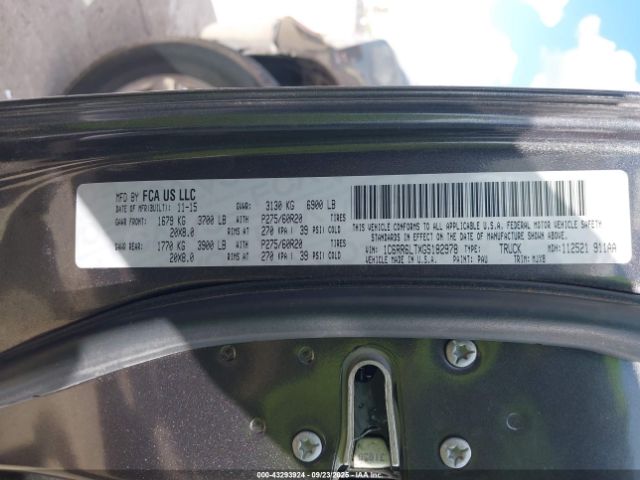 MFD BY FCA US LLC
DATE OF MFR(BUILT): 11-15 GVWR: 3130 KG 6900 LB
GAWR FRONT: 1679 KG 3700 LB WITH P275/60R20 TIRES
20X8.0 RIMS AT 270 KPA( 39 PSI) COLD
GAWR REAR: 1770 KG 3900 LB WITH P275/60R20 TIRES
20X8.0 RIMS AT 270 KPA( 39 PSI) COLD
THIS VEHICLE CONFORMS TO ALL APPLICABLE U.S.A. FEDERAL MOTOR VEHICLE SAFETY
STANDARDS IN EFFECT ON THE DATE OF MANUFACTURE SHOWN ABOVE.
VIN: TYPE: TRUCK MDH: 112521 911AA
VEHICLE MADE IN U.S.A. PAINT: PAU TRIM: MJX8
000-43293924 - 09/23/2025 - IAAI.COM